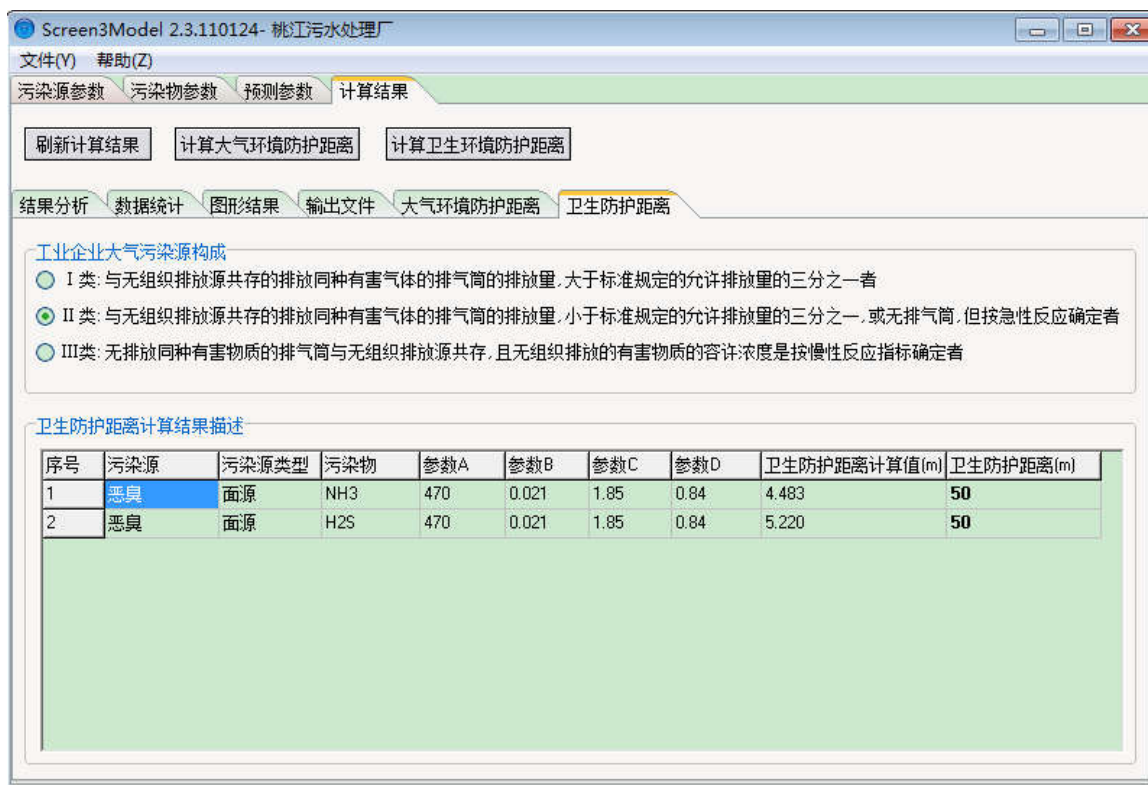 Screen3Model 2.3.110124- 桃江污水处理厂
文件(Y) 帮助(Z)
污染源参数 污染物参数 预测参数 计算结果
刷新计算结果 计算大气环境防护距离 计算卫生环境防护距离
结果分析 数据统计 图形结果 输出文件 大气环境防护距离 卫生防护距离
工业企业大气污染源构成
I 类:与无组织排放源共存的排放同种有害气体的排气筒的排放量,大于标准规定的允许排放量的三分之一者
II 类:与无组织排放源共存的排放同种有害气体的排气筒的排放量,小于标准规定的允许排放量的三分之一,或无排气筒,但按急性反应确定者
III类:无排放同种有害物质的排气筒与无组织排放源共存,且无组织排放的有害物质的容许浓度是按慢性反应指标确定者
卫生防护距离计算结果描述
序号 污染源 污染源类型 污染物 参数A 参数B 参数C 参数D 卫生防护距离计算值(m) 卫生防护距离(m)
1 恶臭 面源 NH3 470 0.021 1.85 0.84 4.483 50
2 恶臭 面源 H2S 470 0.021 1.85 0.84 5.220 50